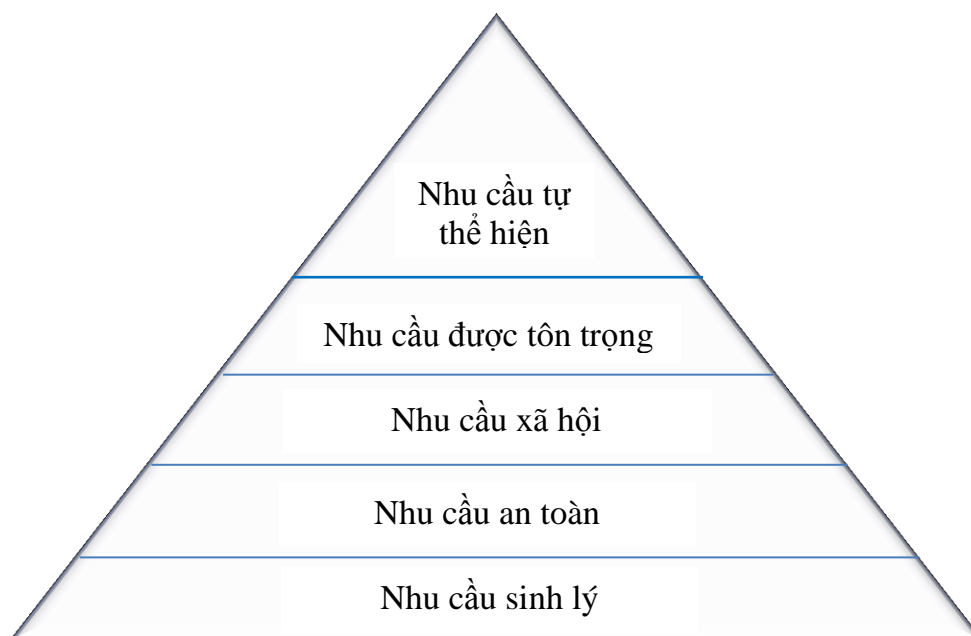 Nhu cầu tự
thể hiện
Nhu cầu được tôn trọng
Nhu cầu xã hội
Nhu cầu an toàn
Nhu cầu sinh lý